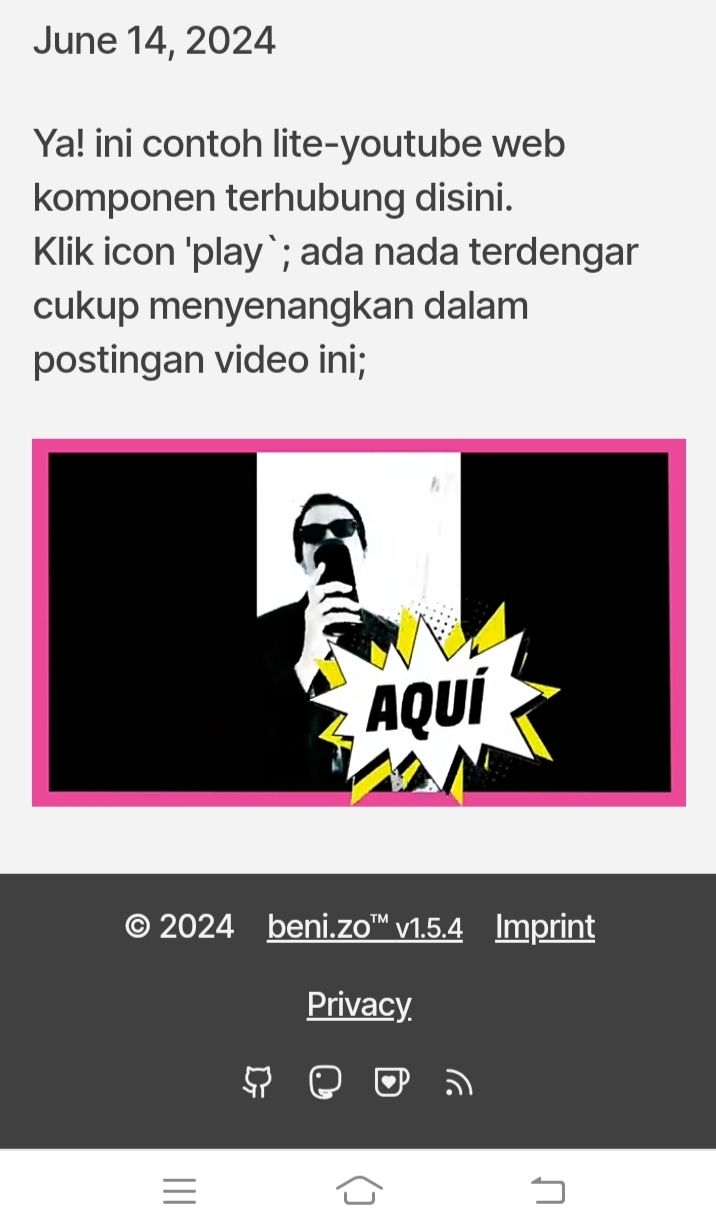 June 14, 2024
Ya! ini contoh lite-youtube web
komponen terhubung disini.
Klik icon 'play`; ada nada terdengar
cukup menyenangkan dalam
postingan video ini;
AQUÍ
© 2024 beni.zo™ v1.5.4 Imprint
Privacy